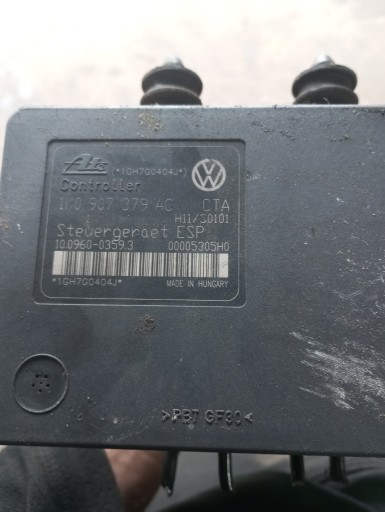 Ate (*1GH7G0404J*)
Controller
1K0 907 379 AC CTA
H11/S0101
Steuergeraet ESP
10.0960-0359.3 00005305H0
*1GH7G0404J*
MADE IN HUNGARY
>PBT GF30<